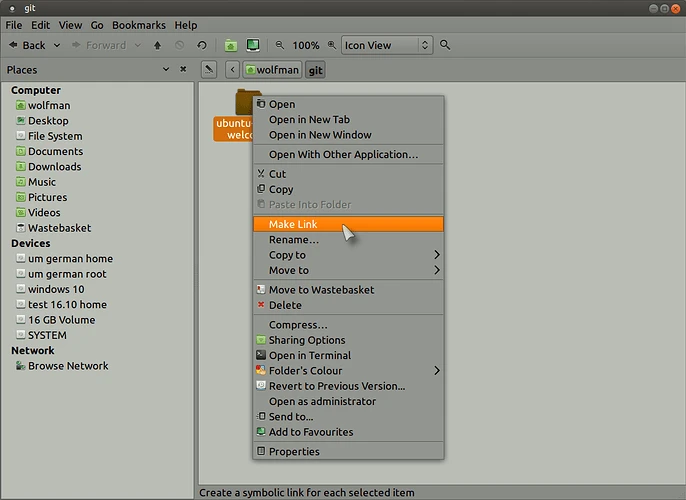 git
File Edit View Go Bookmarks Help
Back Forward 100% Icon View
Places
wolfman git
Computer
wolfman
Desktop
File System
Documents
Downloads
Music
Pictures
Videos
Wastebasket
Devices
um german home
um german root
windows 10
test 16.10 home
16 GB Volume
SYSTEM
Network
Browse Network
ubuntu
welc
Open
Open in New Tab
Open in New Window
Open With Other Application…
Cut
Copy
Paste Into Folder
Make Link
Rename…
Copy to
Move to
Move to Wastebasket
Delete
Compress…
Sharing Options
Open in Terminal
Folder's Colour
Revert to Previous Version...
Open as administrator
Send to...
Add to Favourites
Properties
Create a symbolic link for each selected item